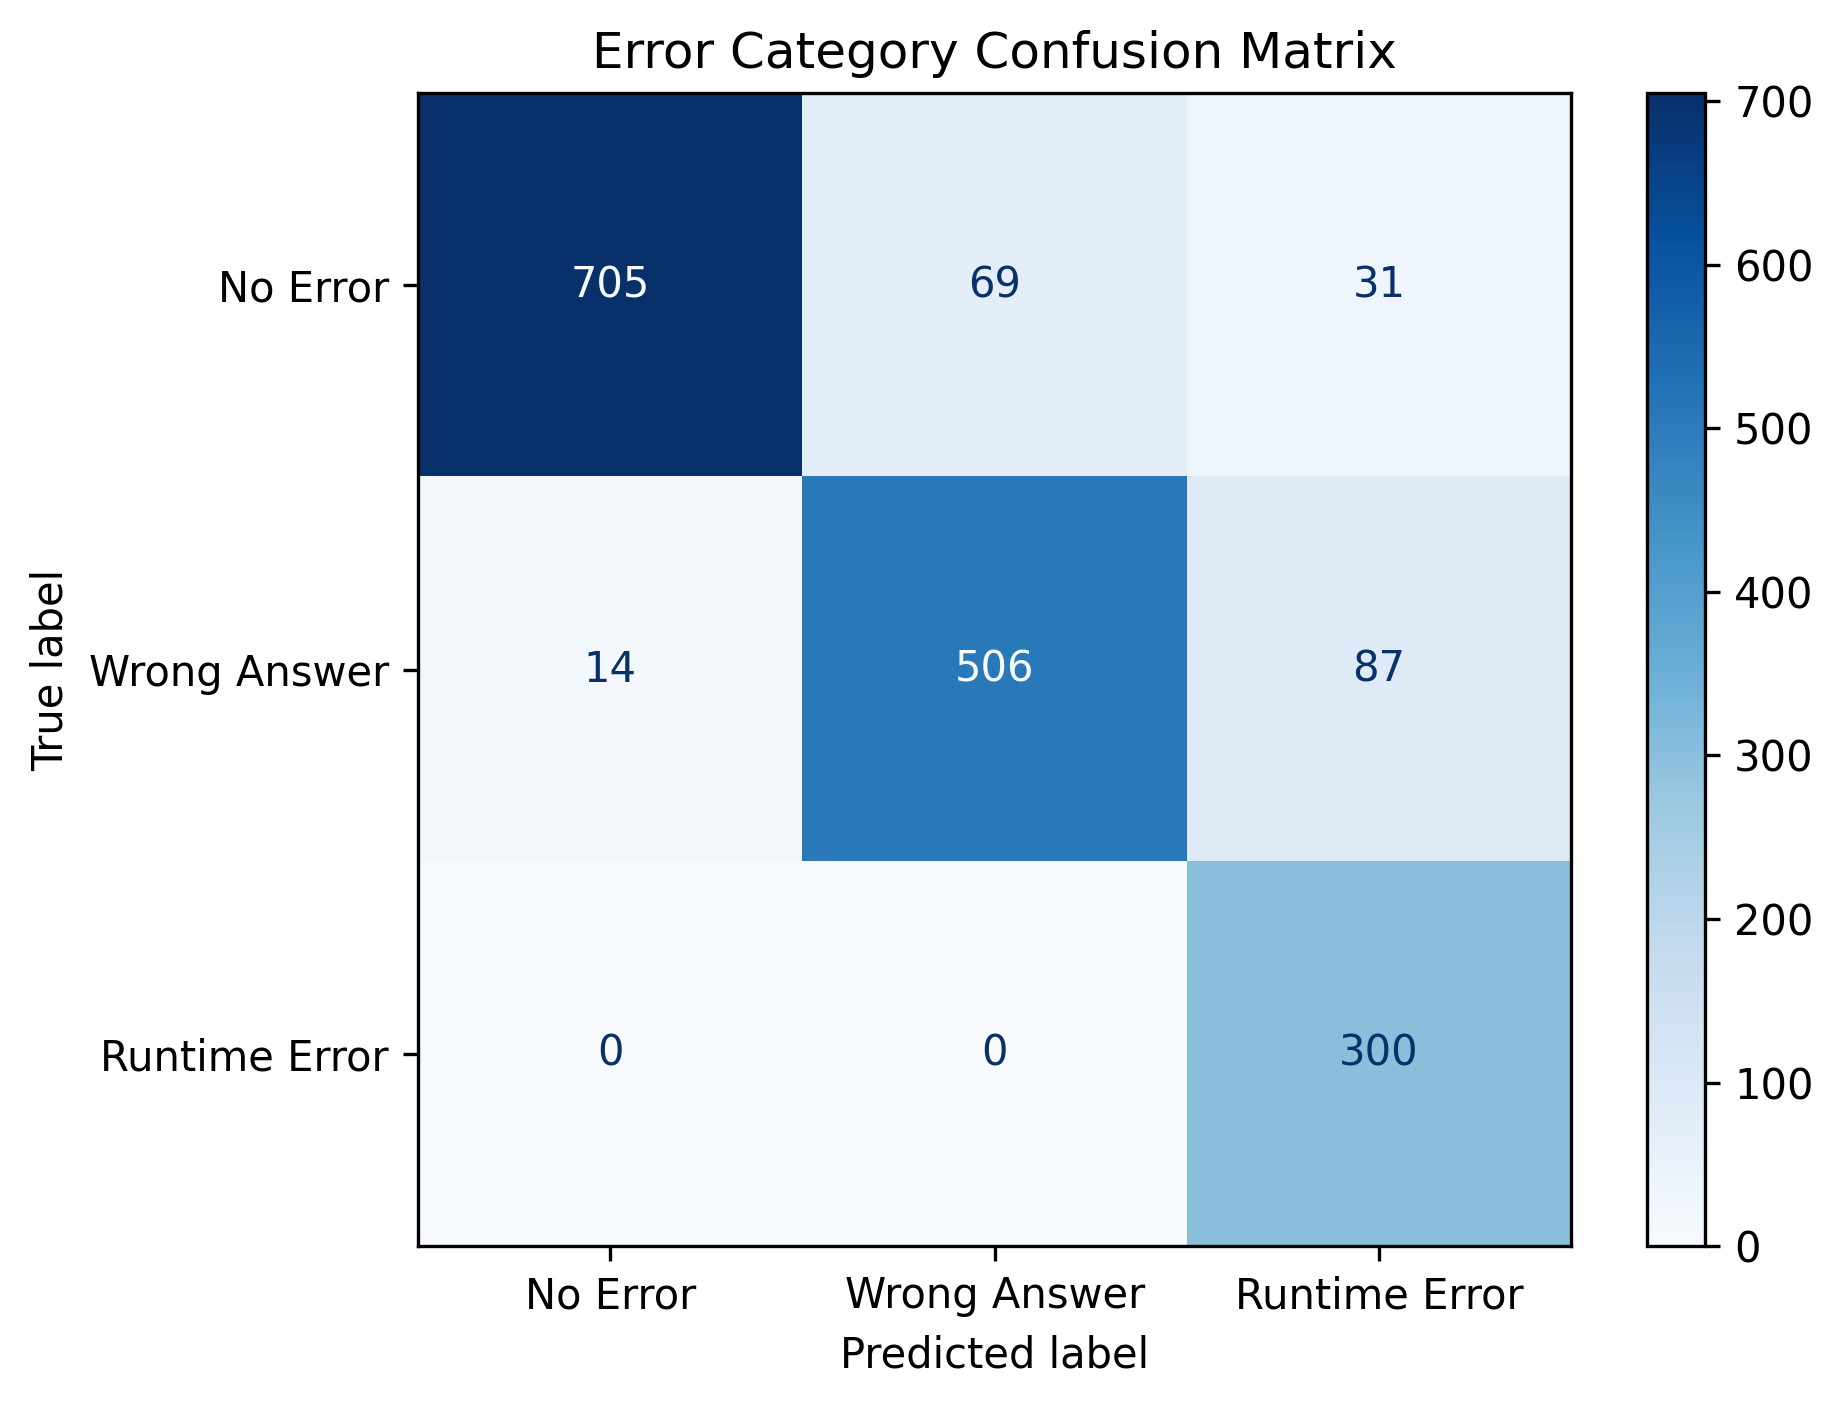 Error Category Confusion Matrix
True label
No Error
Wrong Answer
Runtime Error
705 69 31
14 506 87
0 0 300
No Error Wrong Answer Runtime Error
Predicted label
700
600
500
400
300
200
100
0